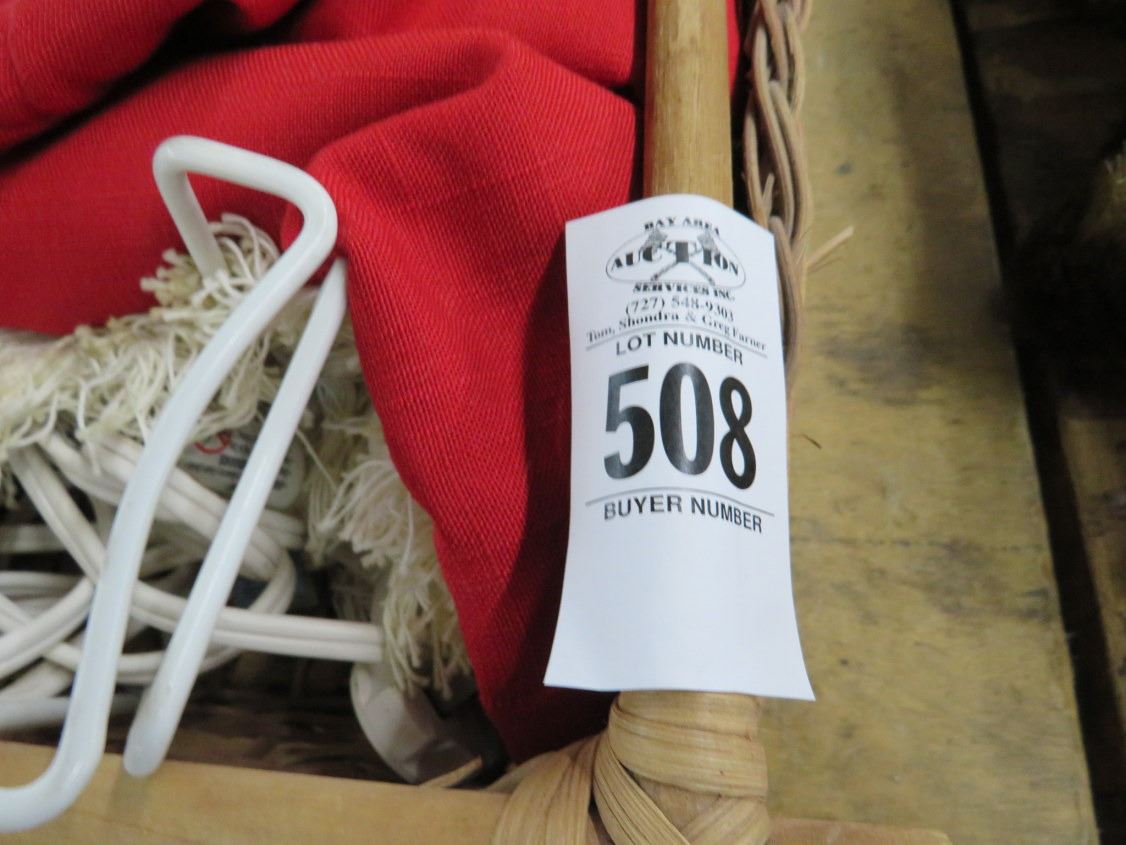 BAY AREA
AUCTION
SERVICES INC.
(727) 548-9303
Tom, Shondra & Greg Farner
LOT NUMBER
508
BUYER NUMBER